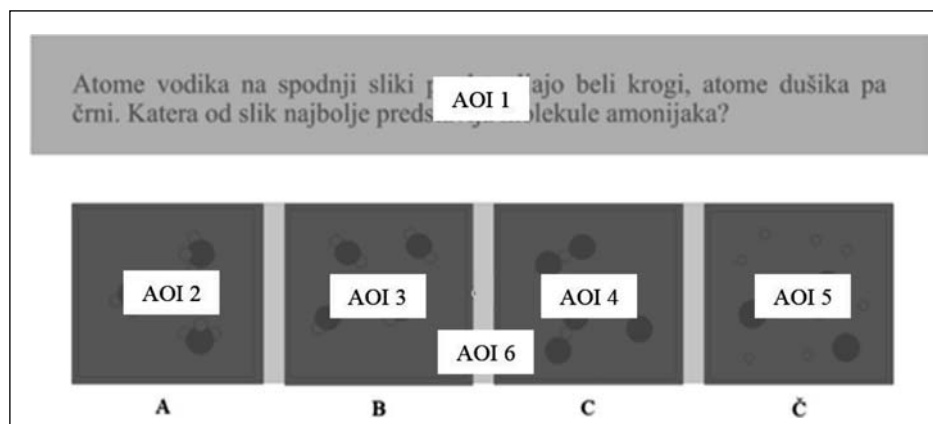 Atome vodika na spodnji sliki beli krogi, atome dušika pa
AOI 1
črni. Katera od slik najbolje amonijaka?
AOI 2
AOI 3
AOI 4
AOI 5
AOI 6
A
B
C
Č